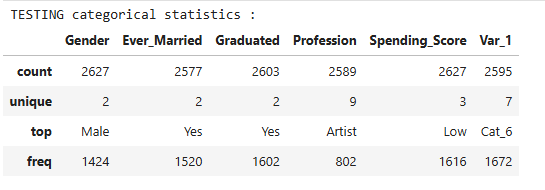 TESTING categorical statistics :
Gender Ever_Married Graduated Profession Spending_Score Var_1
count 2627 2577 2603 2589 2627 2595
unique 2 2 2 9 3 7
top Male Yes Yes Artist Low Cat_6
freq 1424 1520 1602 802 1616 1672